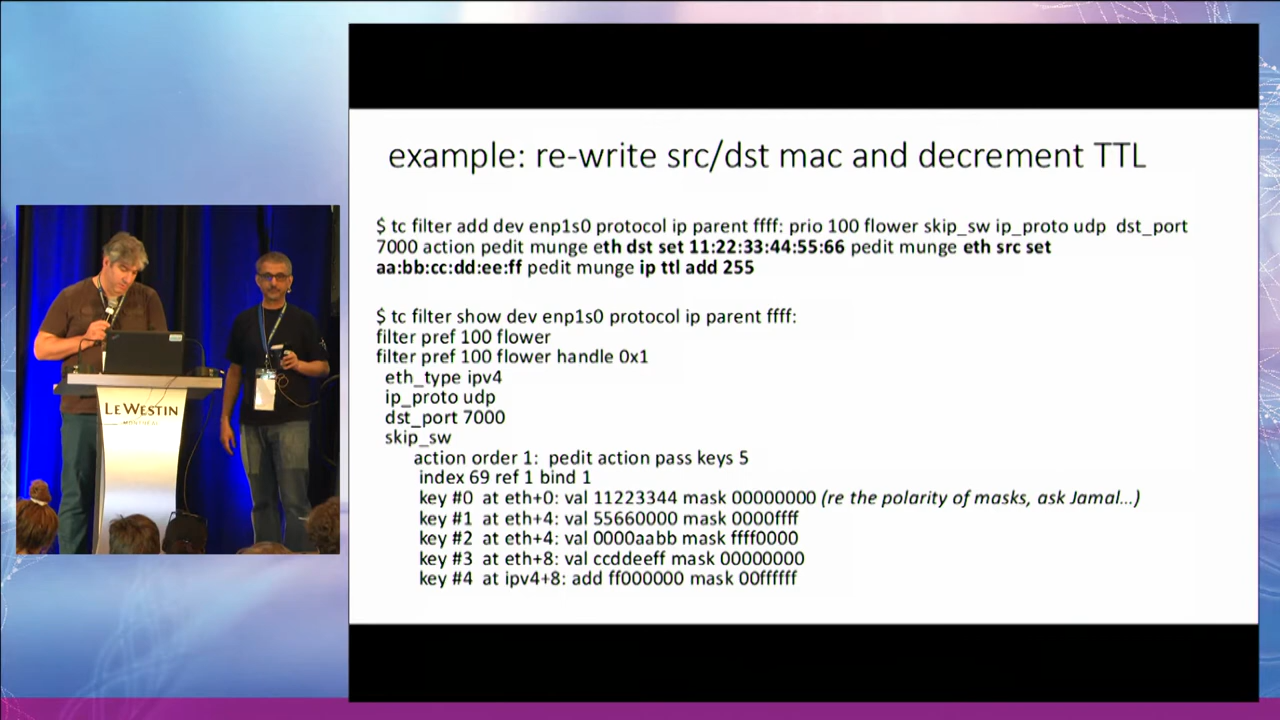 example: re-write src/dst mac and decrement TTL
$ tc filter add dev enp1s0 protocol ip parent ffff: prio 100 flower skip_sw ip_proto udp dst_port
7000 action pedit munge eth dst set 11:22:33:44:55:66 pedit munge eth src set
aa:bb:cc:dd:ee:ff pedit munge ip ttl add 255
$ tc filter show dev enp1s0 protocol ip parent ffff:
filter pref 100 flower
filter pref 100 flower handle 0x1
eth_type ipv4
ip_proto udp
dst_port 7000
skip_sw
action order 1: pedit action pass keys 5
index 69 ref 1 bind 1
key #0 at eth+0: val 11223344 mask 00000000 (re the polarity of masks, ask Jamal...)
key #1 at eth+4: val 55660000 mask 0000ffff
key #2 at eth+4: val 0000aabb mask ffff0000
key #3 at eth+8: val ccddeeff mask 00000000
key #4 at ipv4+8: add ff000000 mask 00ffffff
LE WESTIN